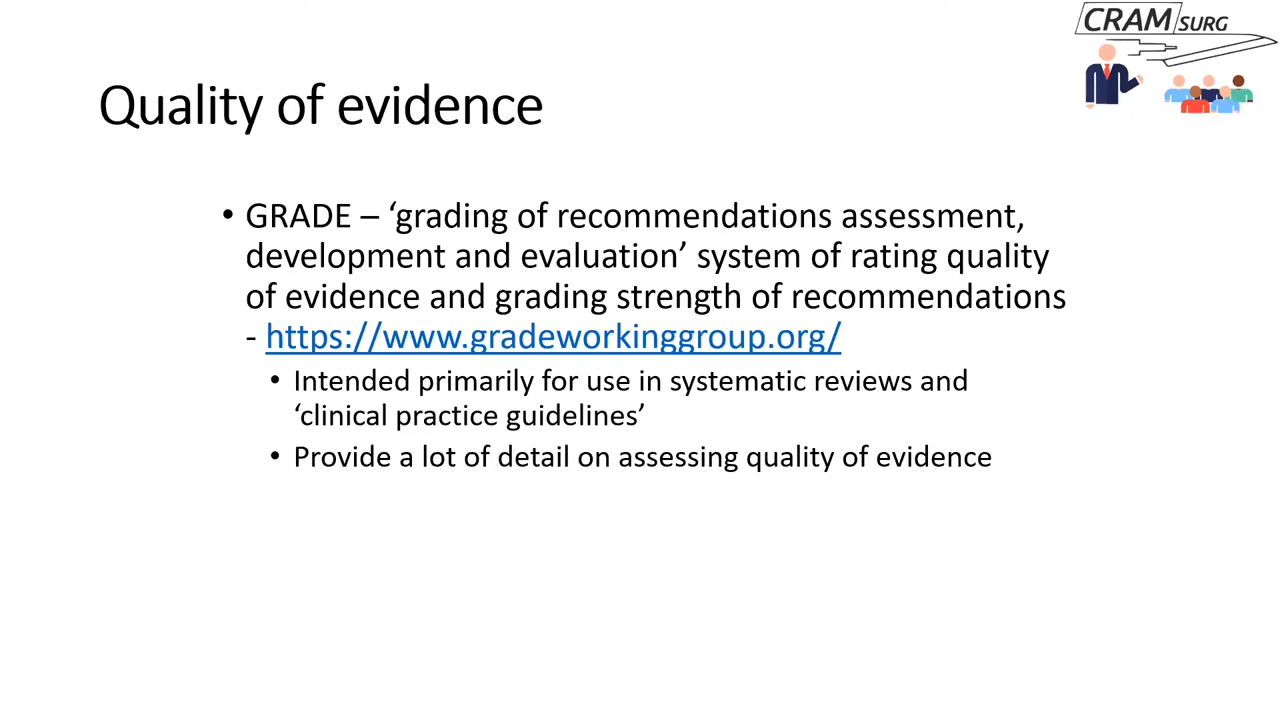 CRAM SURG
Quality of evidence
• GRADE – ‘grading of recommendations assessment,
development and evaluation’ system of rating quality
of evidence and grading strength of recommendations
- https://www.gradeworkinggroup.org/
• Intended primarily for use in systematic reviews and
‘clinical practice guidelines’
• Provide a lot of detail on assessing quality of evidence